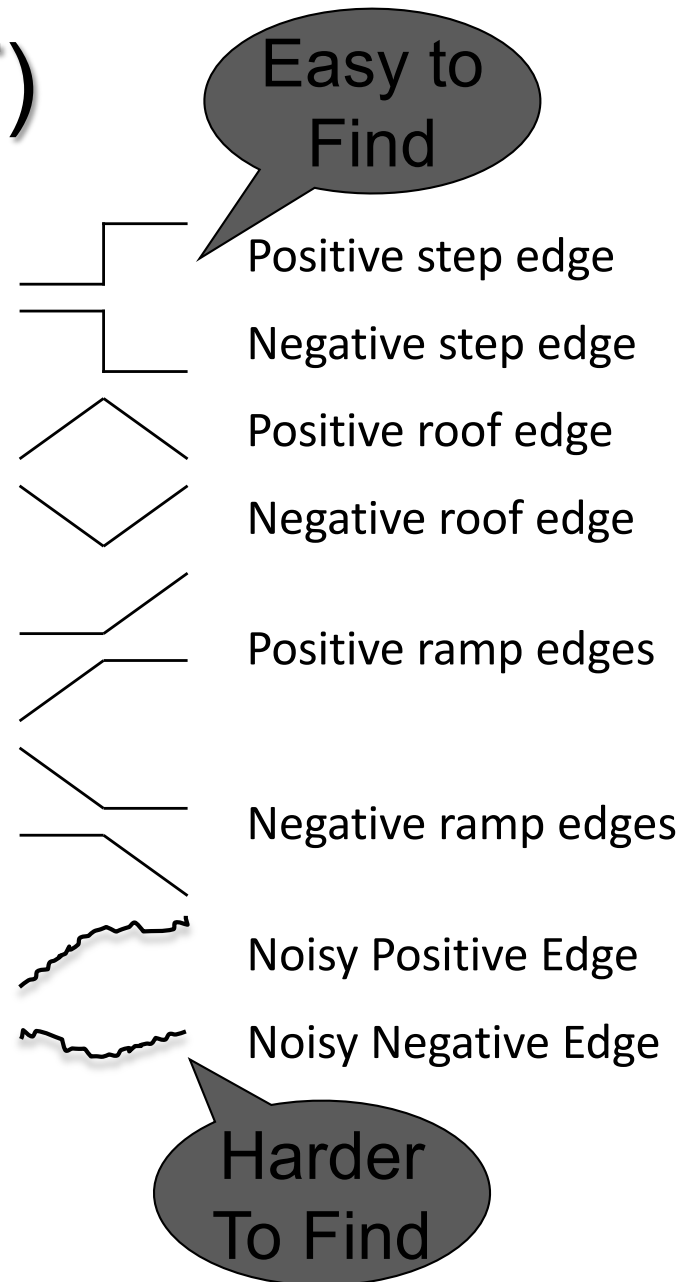 )
Easy to
Find
Positive step edge
Negative step edge
Positive roof edge
Negative roof edge
Positive ramp edges
Negative ramp edges
Noisy Positive Edge
Noisy Negative Edge
Harder
To Find